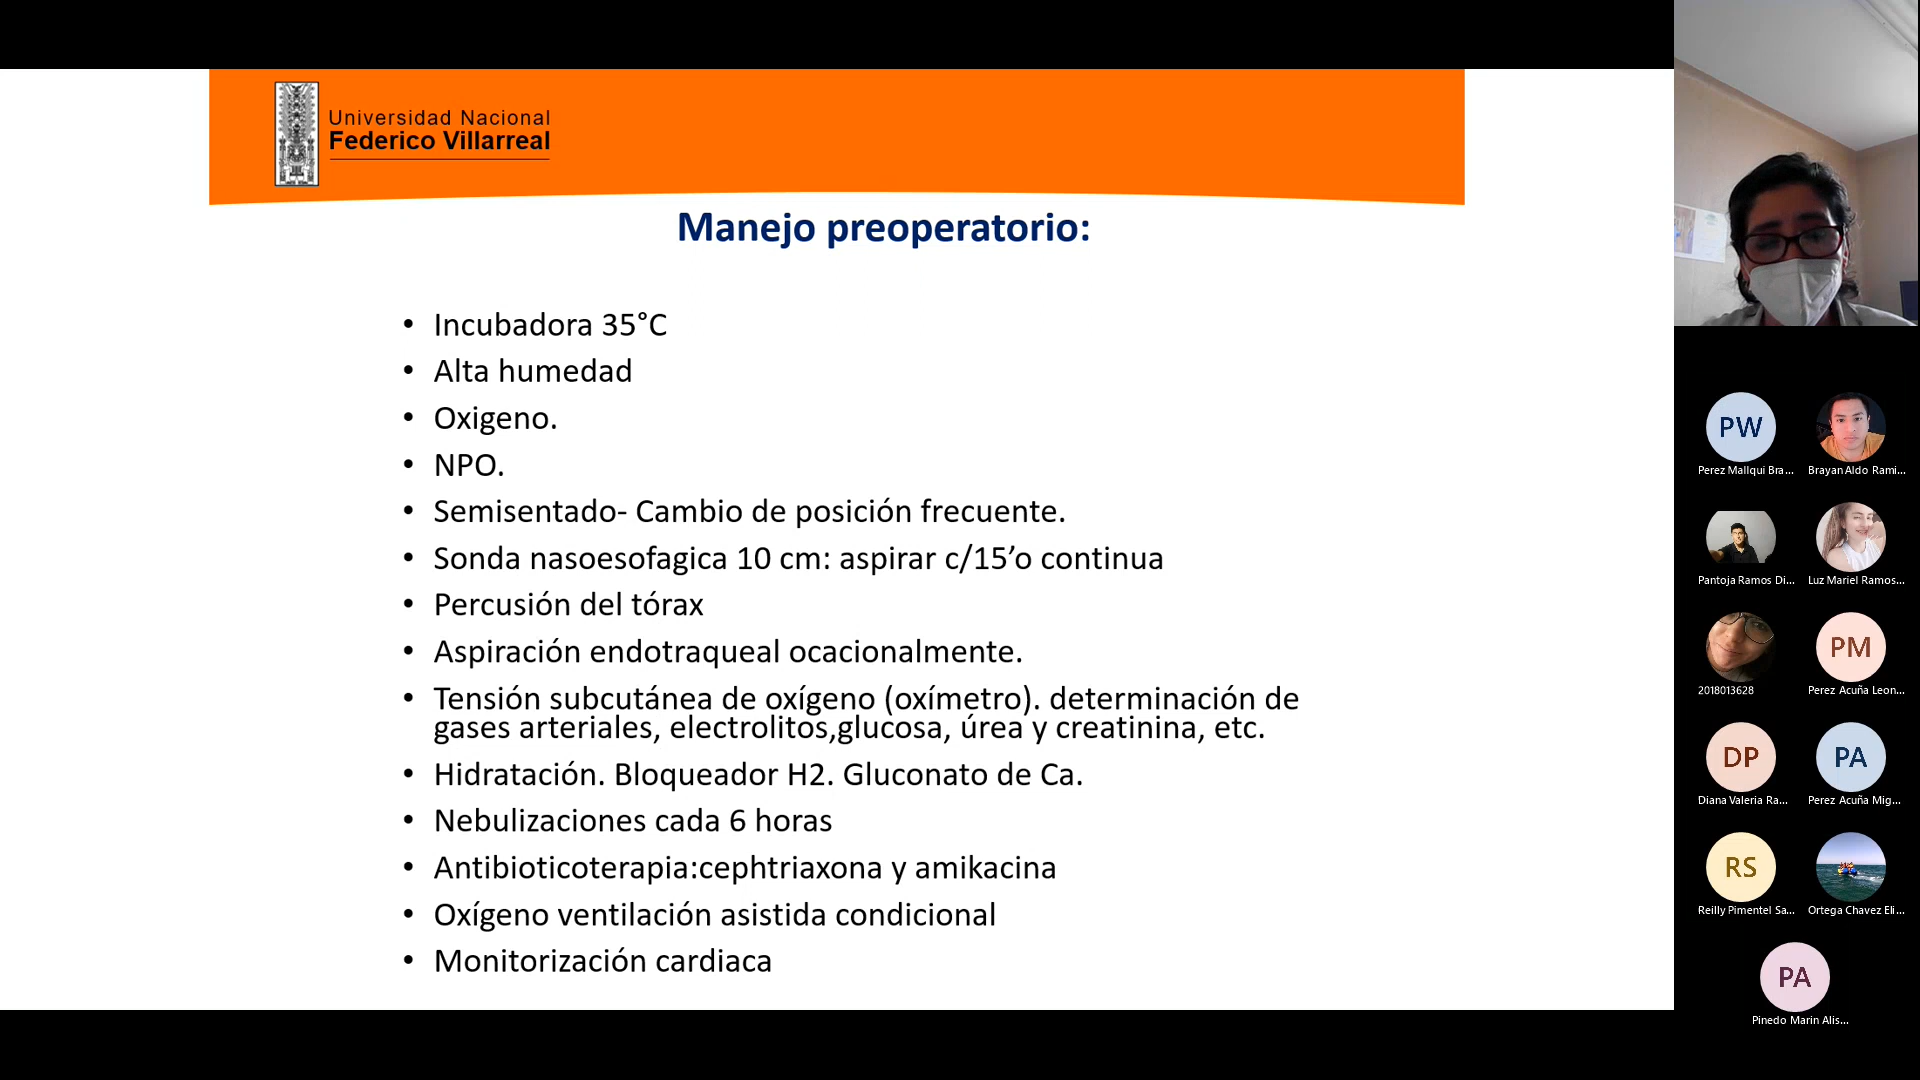 Universidad Nacional
Federico Villarreal
Manejo preoperatorio:
• Incubadora 35°C
• Alta humedad
• Oxigeno.
• NPO.
• Semisentado- Cambio de posición frecuente.
• Sonda nasoesofagica 10 cm: aspirar c/15’o continua
• Percusión del tórax
• Aspiración endotraqueal ocacionalmente.
• Tensión subcutánea de oxígeno (oxímetro). determinación de
gases arteriales, electrolitos,glucosa, úrea y creatinina, etc.
• Hidratación. Bloqueador H2. Gluconato de Ca.
• Nebulizaciones cada 6 horas
• Antibioticoterapia:cephtriaxona y amikacina
• Oxígeno ventilación asistida condicional
• Monitorización cardiaca
PW
Perez Mallqui Bra...
Brayan Aldo Rami...
Pantoja Ramos Di...
Luz Mariel Ramos...
2018013628
PM
Perez Acuña Leon...
DP
Diana Valeria Ra...
PA
Perez Acuña Mig...
RS
Reilly Pimentel Sa...
Ortega Chavez Eli...
PA
Pinedo Marin Alis...